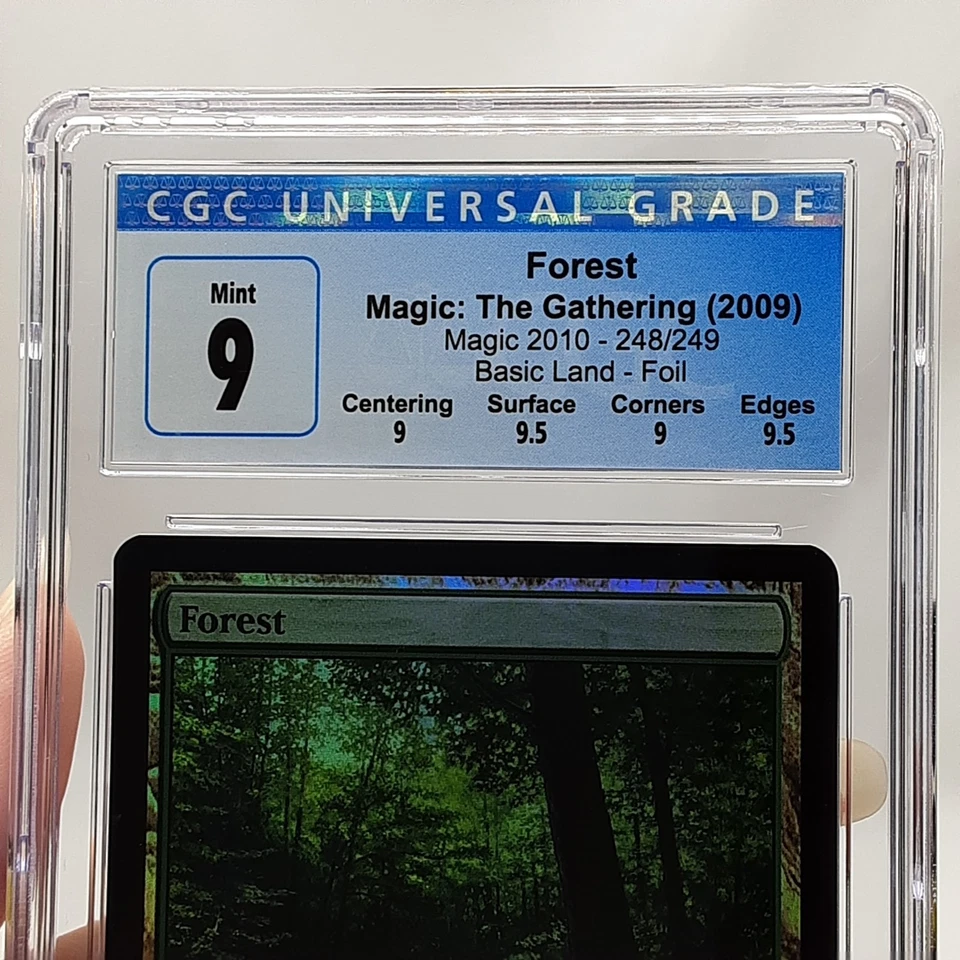 CGC UNIVERSAL GRADE
Mint
9
Forest
Magic: The Gathering (2009)
Magic 2010 - 248/249
Basic Land - Foil
Centering Surface Corners Edges
9 9.5 9 9.5
Forest